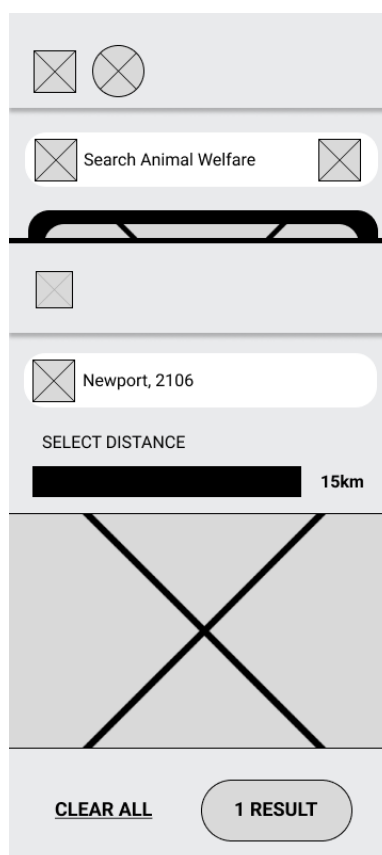 Search Animal Welfare
Newport, 2106
SELECT DISTANCE
15km
CLEAR ALL
1 RESULT